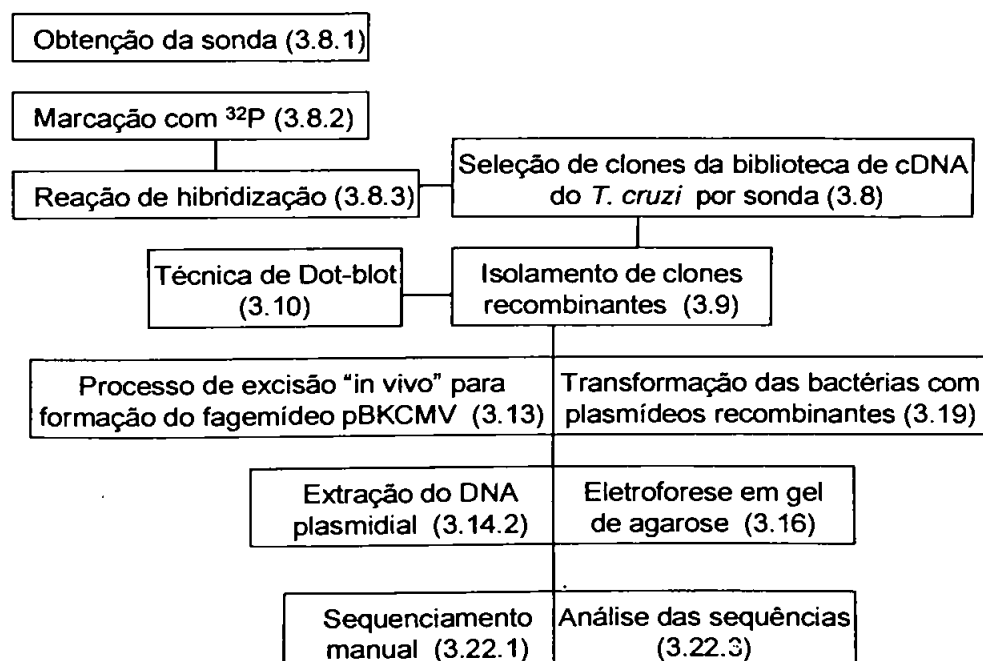 Obtenção da sonda (3.8.1)
Marcação com ³²P (3.8.2)
Reação de hibridização (3.8.3)
Seleção de clones da biblioteca de cDNA
do T. cruzi por sonda (3.8)
Técnica de Dot-blot
(3.10)
Isolamento de clones
recombinantes (3.9)
Processo de excisão "in vivo" para
formação do fagemídeo pBKCMV (3.13)
Transformação das bactérias com
plasmídeos recombinantes (3.19)
Extração do DNA
plasmidial (3.14.2)
Eletroforese em gel
de agarose (3.16)
Sequenciamento
manual (3.22.1)
Análise das sequências
(3.22.3)